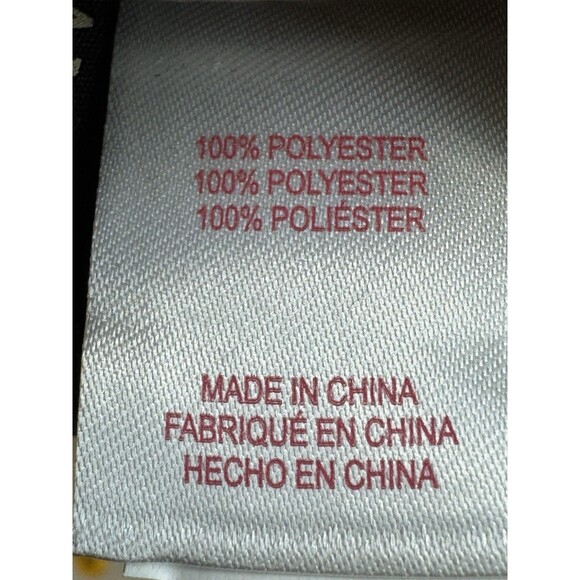 100% POLYESTER
100% POLYESTER
100% POLIÉSTER
MADE IN CHINA
FABRIQUÉ EN CHINA
HECHO EN CHINA